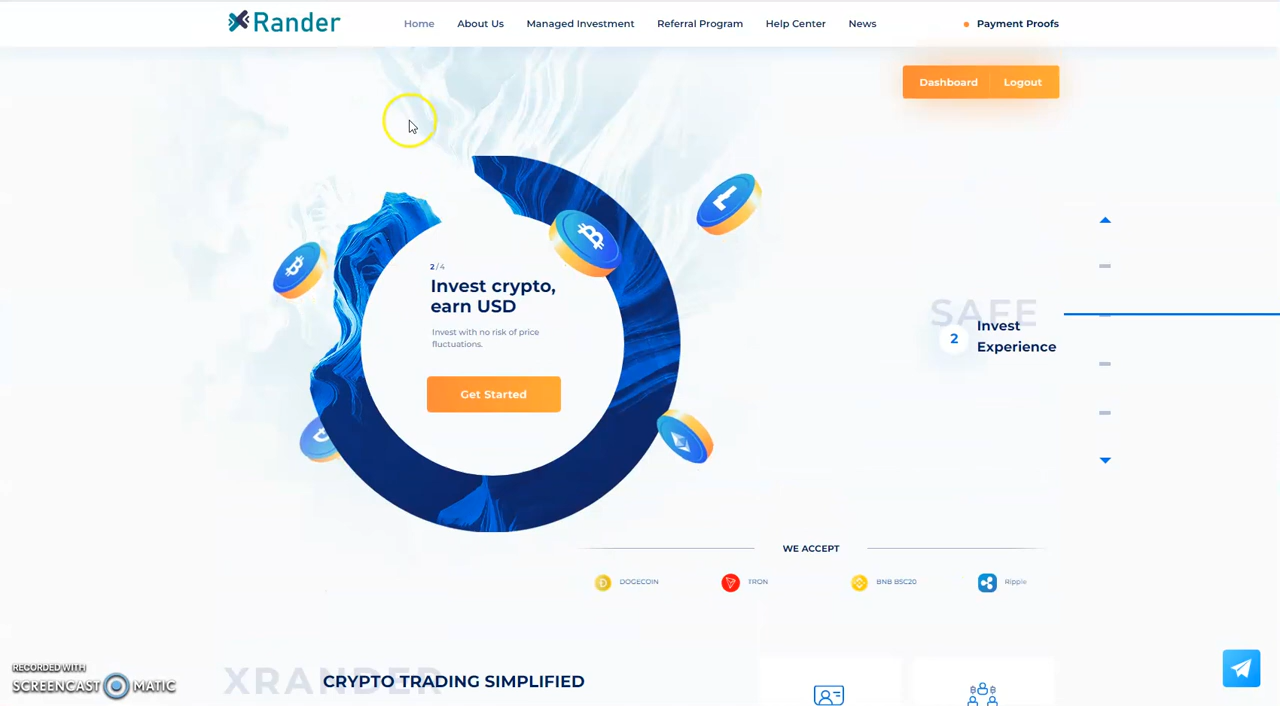 XRander
Home About Us Managed Investment Referral Program Help Center News Payment Proofs
Dashboard Logout
2/4
Invest crypto,
earn USD
Invest with no risk of price
fluctuations.
Get Started
SAFE
2
Invest
Experience
WE ACCEPT
DOGECOIN TRON BNB BSC20 Ripple
XRANDER
CRYPTO TRADING SIMPLIFIED
RECORDED WITH
SCREENCAST MATIC